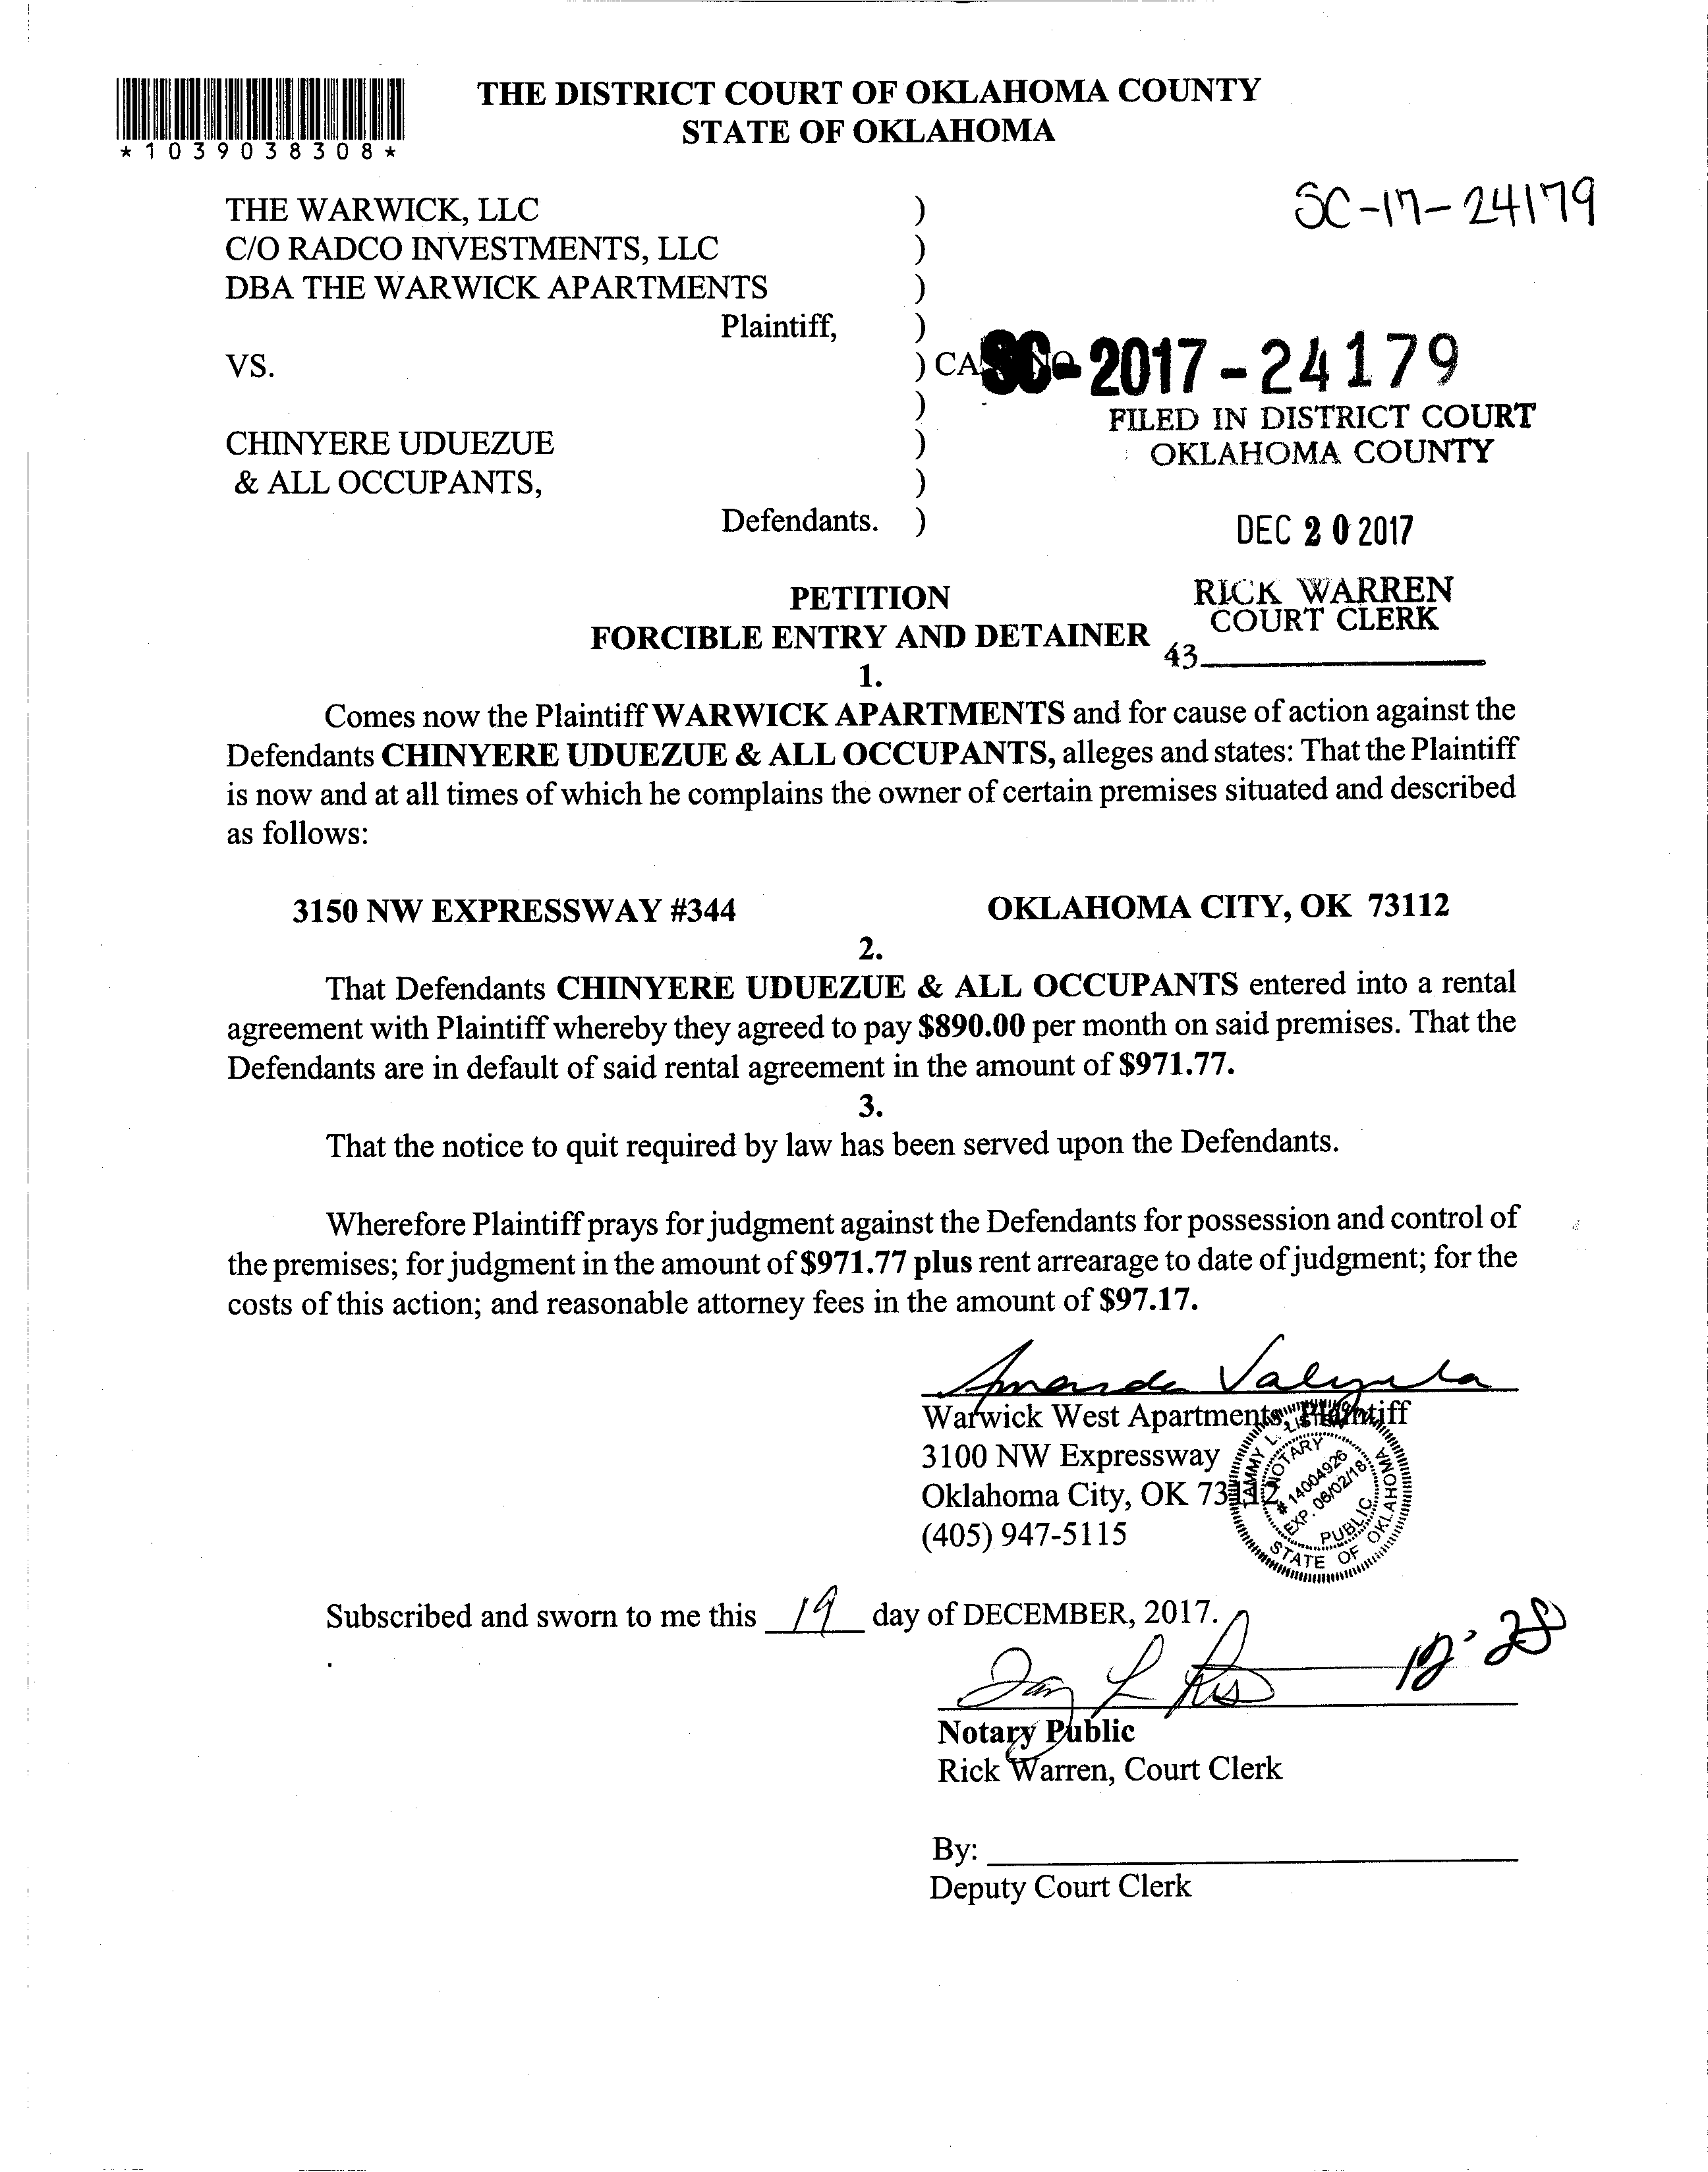 *1039038308*
THE DISTRICT COURT OF OKLAHOMA COUNTY
STATE OF OKLAHOMA
SC-17-24179
THE WARWICK, LLC )
C/O RADCO INVESTMENTS, LLC )
DBA THE WARWICK APARTMENTS )
Plaintiff, )
VS. ) CA NO
SC-2017-24179
)
FILED IN DISTRICT COURT
OKLAHOMA COUNTY
CHINYERE UDUEZUE )
& ALL OCCUPANTS, )
Defendants. )
DEC 20 2017
RICK WARREN
COURT CLERK
43
PETITION
FORCIBLE ENTRY AND DETAINER
1.
Comes now the Plaintiff WARWICK APARTMENTS and for cause of action against the
Defendants CHINYERE UDUEZUE & ALL OCCUPANTS, alleges and states: That the Plaintiff
is now and at all times of which he complains the owner of certain premises situated and described
as follows:
3150 NW EXPRESSWAY #344 OKLAHOMA CITY, OK 73112
2.
That Defendants CHINYERE UDUEZUE & ALL OCCUPANTS entered into a rental
agreement with Plaintiff whereby they agreed to pay $890.00 per month on said premises. That the
Defendants are in default of said rental agreement in the amount of $971.77.
3.
That the notice to quit required by law has been served upon the Defendants.
Wherefore Plaintiff prays for judgment against the Defendants for possession and control of
the premises; for judgment in the amount of $971.77 plus rent arrearage to date of judgment; for the
costs of this action; and reasonable attorney fees in the amount of $97.17.
Amanda
Warwick West Apartments, Plaintiff
3100 NW Expressway
Oklahoma City, OK 73112
(405) 947-5115
TAMMY L.
NOTARY
# 14004926
EXP. 06/02/18
PUBLIC
STATE OF OKLAHOMA
Subscribed and sworn to me this 19 day of DECEMBER, 2017.
Notary Public
Rick Warren, Court Clerk
By:
Deputy Court Clerk